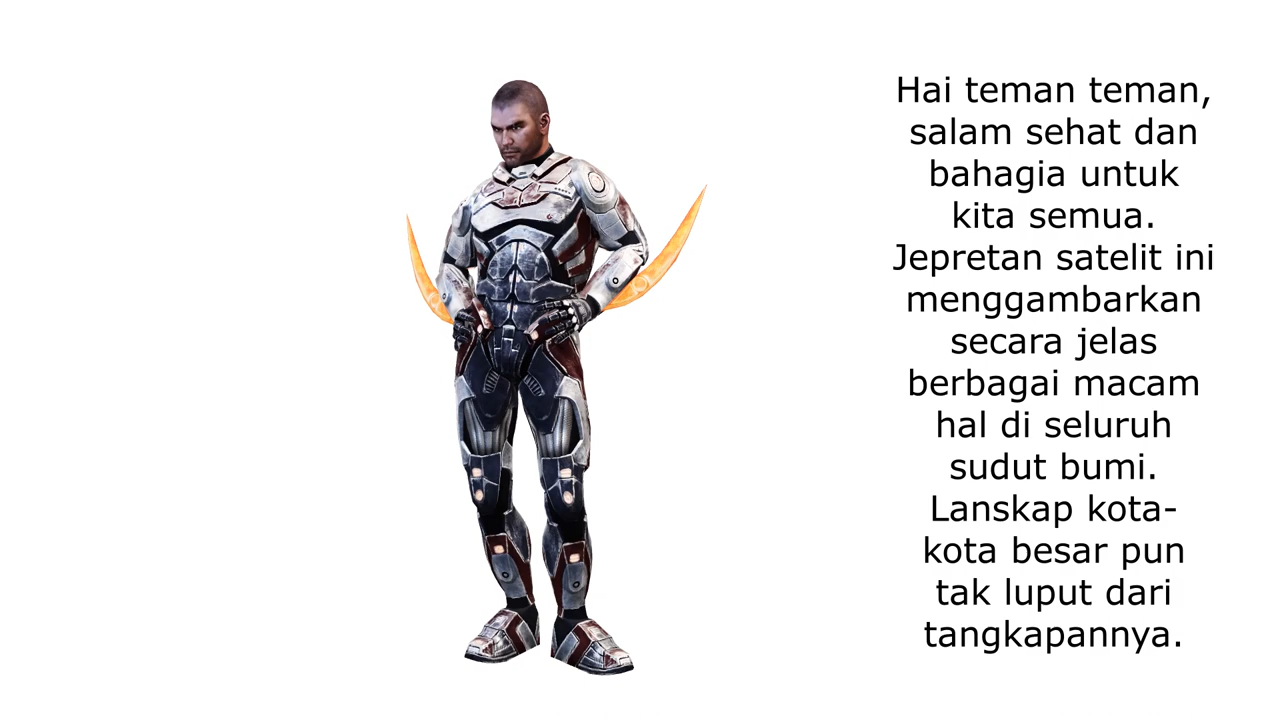 Hai teman teman,
salam sehat dan
bahagia untuk
kita semua.
Jepretan satelit ini
menggambarkan
secara jelas
berbagai macam
hal di seluruh
sudut bumi.
Lanskap kota-
kota besar pun
tak luput dari
tangkapannya.